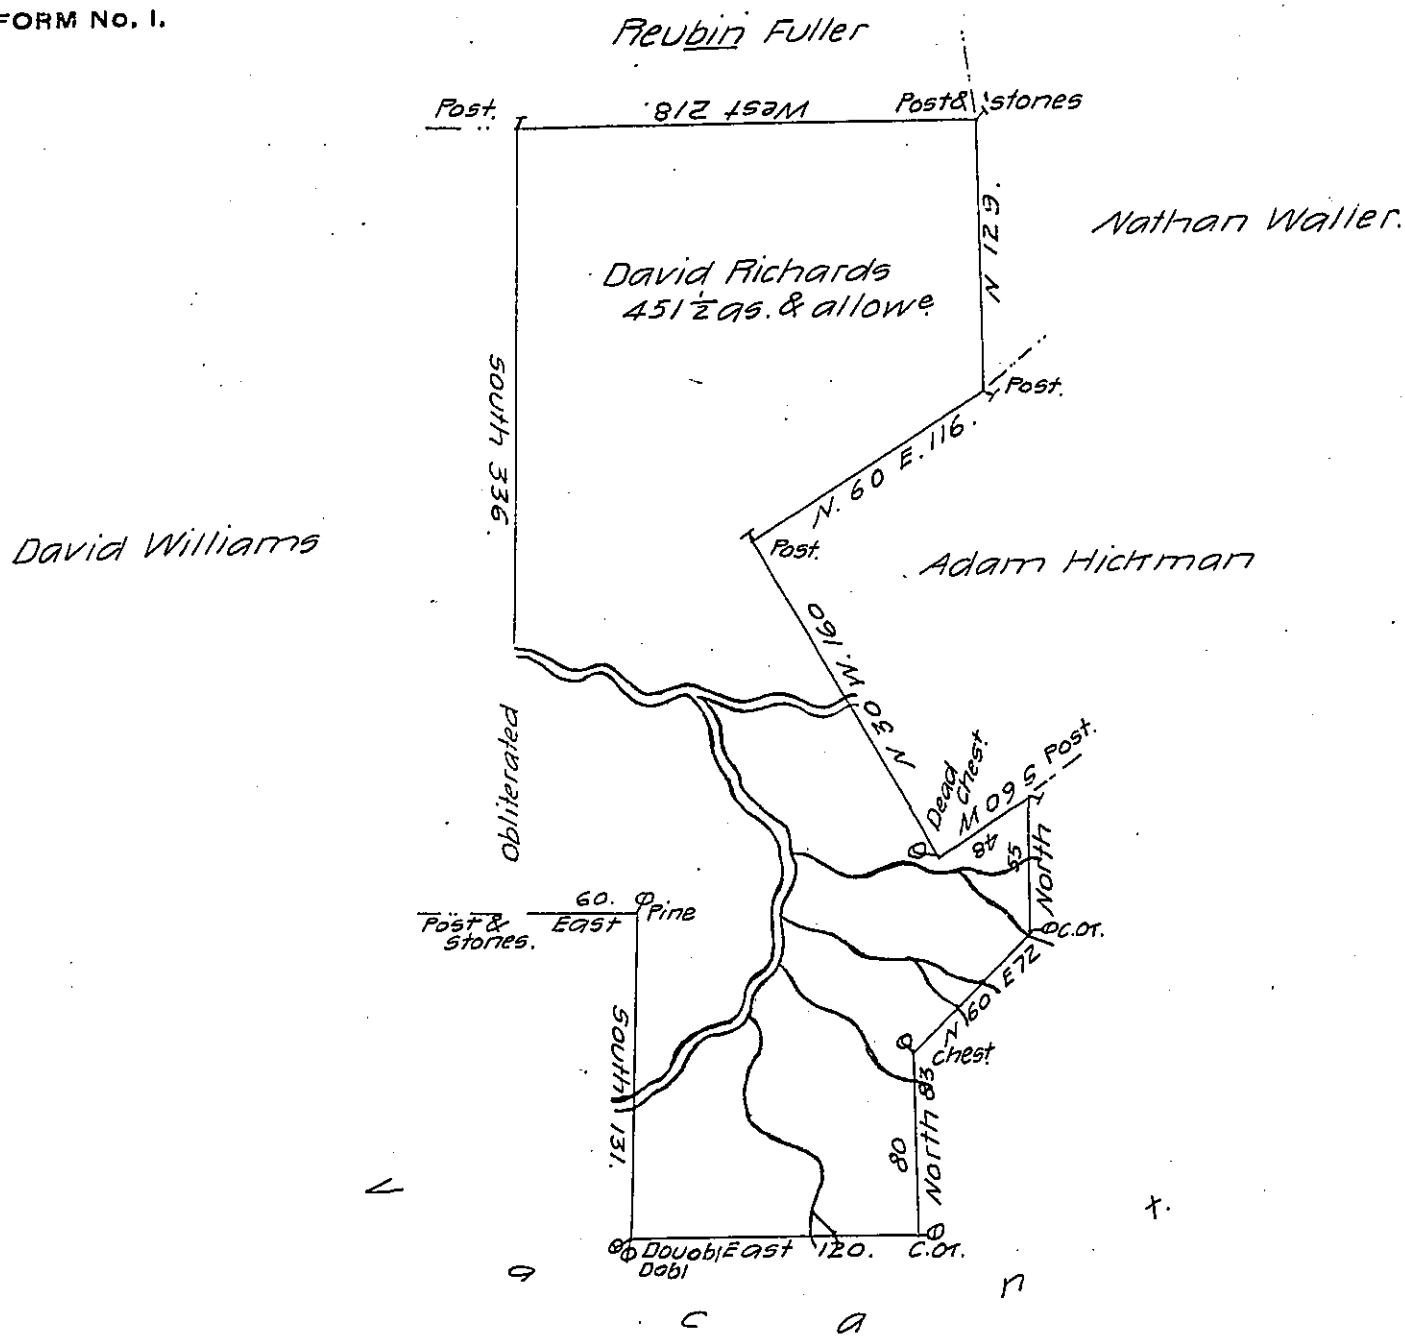 FORM No. 1.
Reubin Fuller
Post.
West 218.
Post & stones
N 129.
Nathan Waller.
David Richards
451 1/2 as. & allowe.
South 336.
Post.
N. 60 E. 116.
David Williams
Post.
Adam Hickman
N 30 W. 160
Obliterated
Dead Chest
S 60 W
48
Post.
55
North
60.
Pine
Post & stones.
East
C.OT.
N 60 E 72
Chest
South 131.
North 83
80
Douobl East 120.
Dobl
C.OT.
V a c a n t.